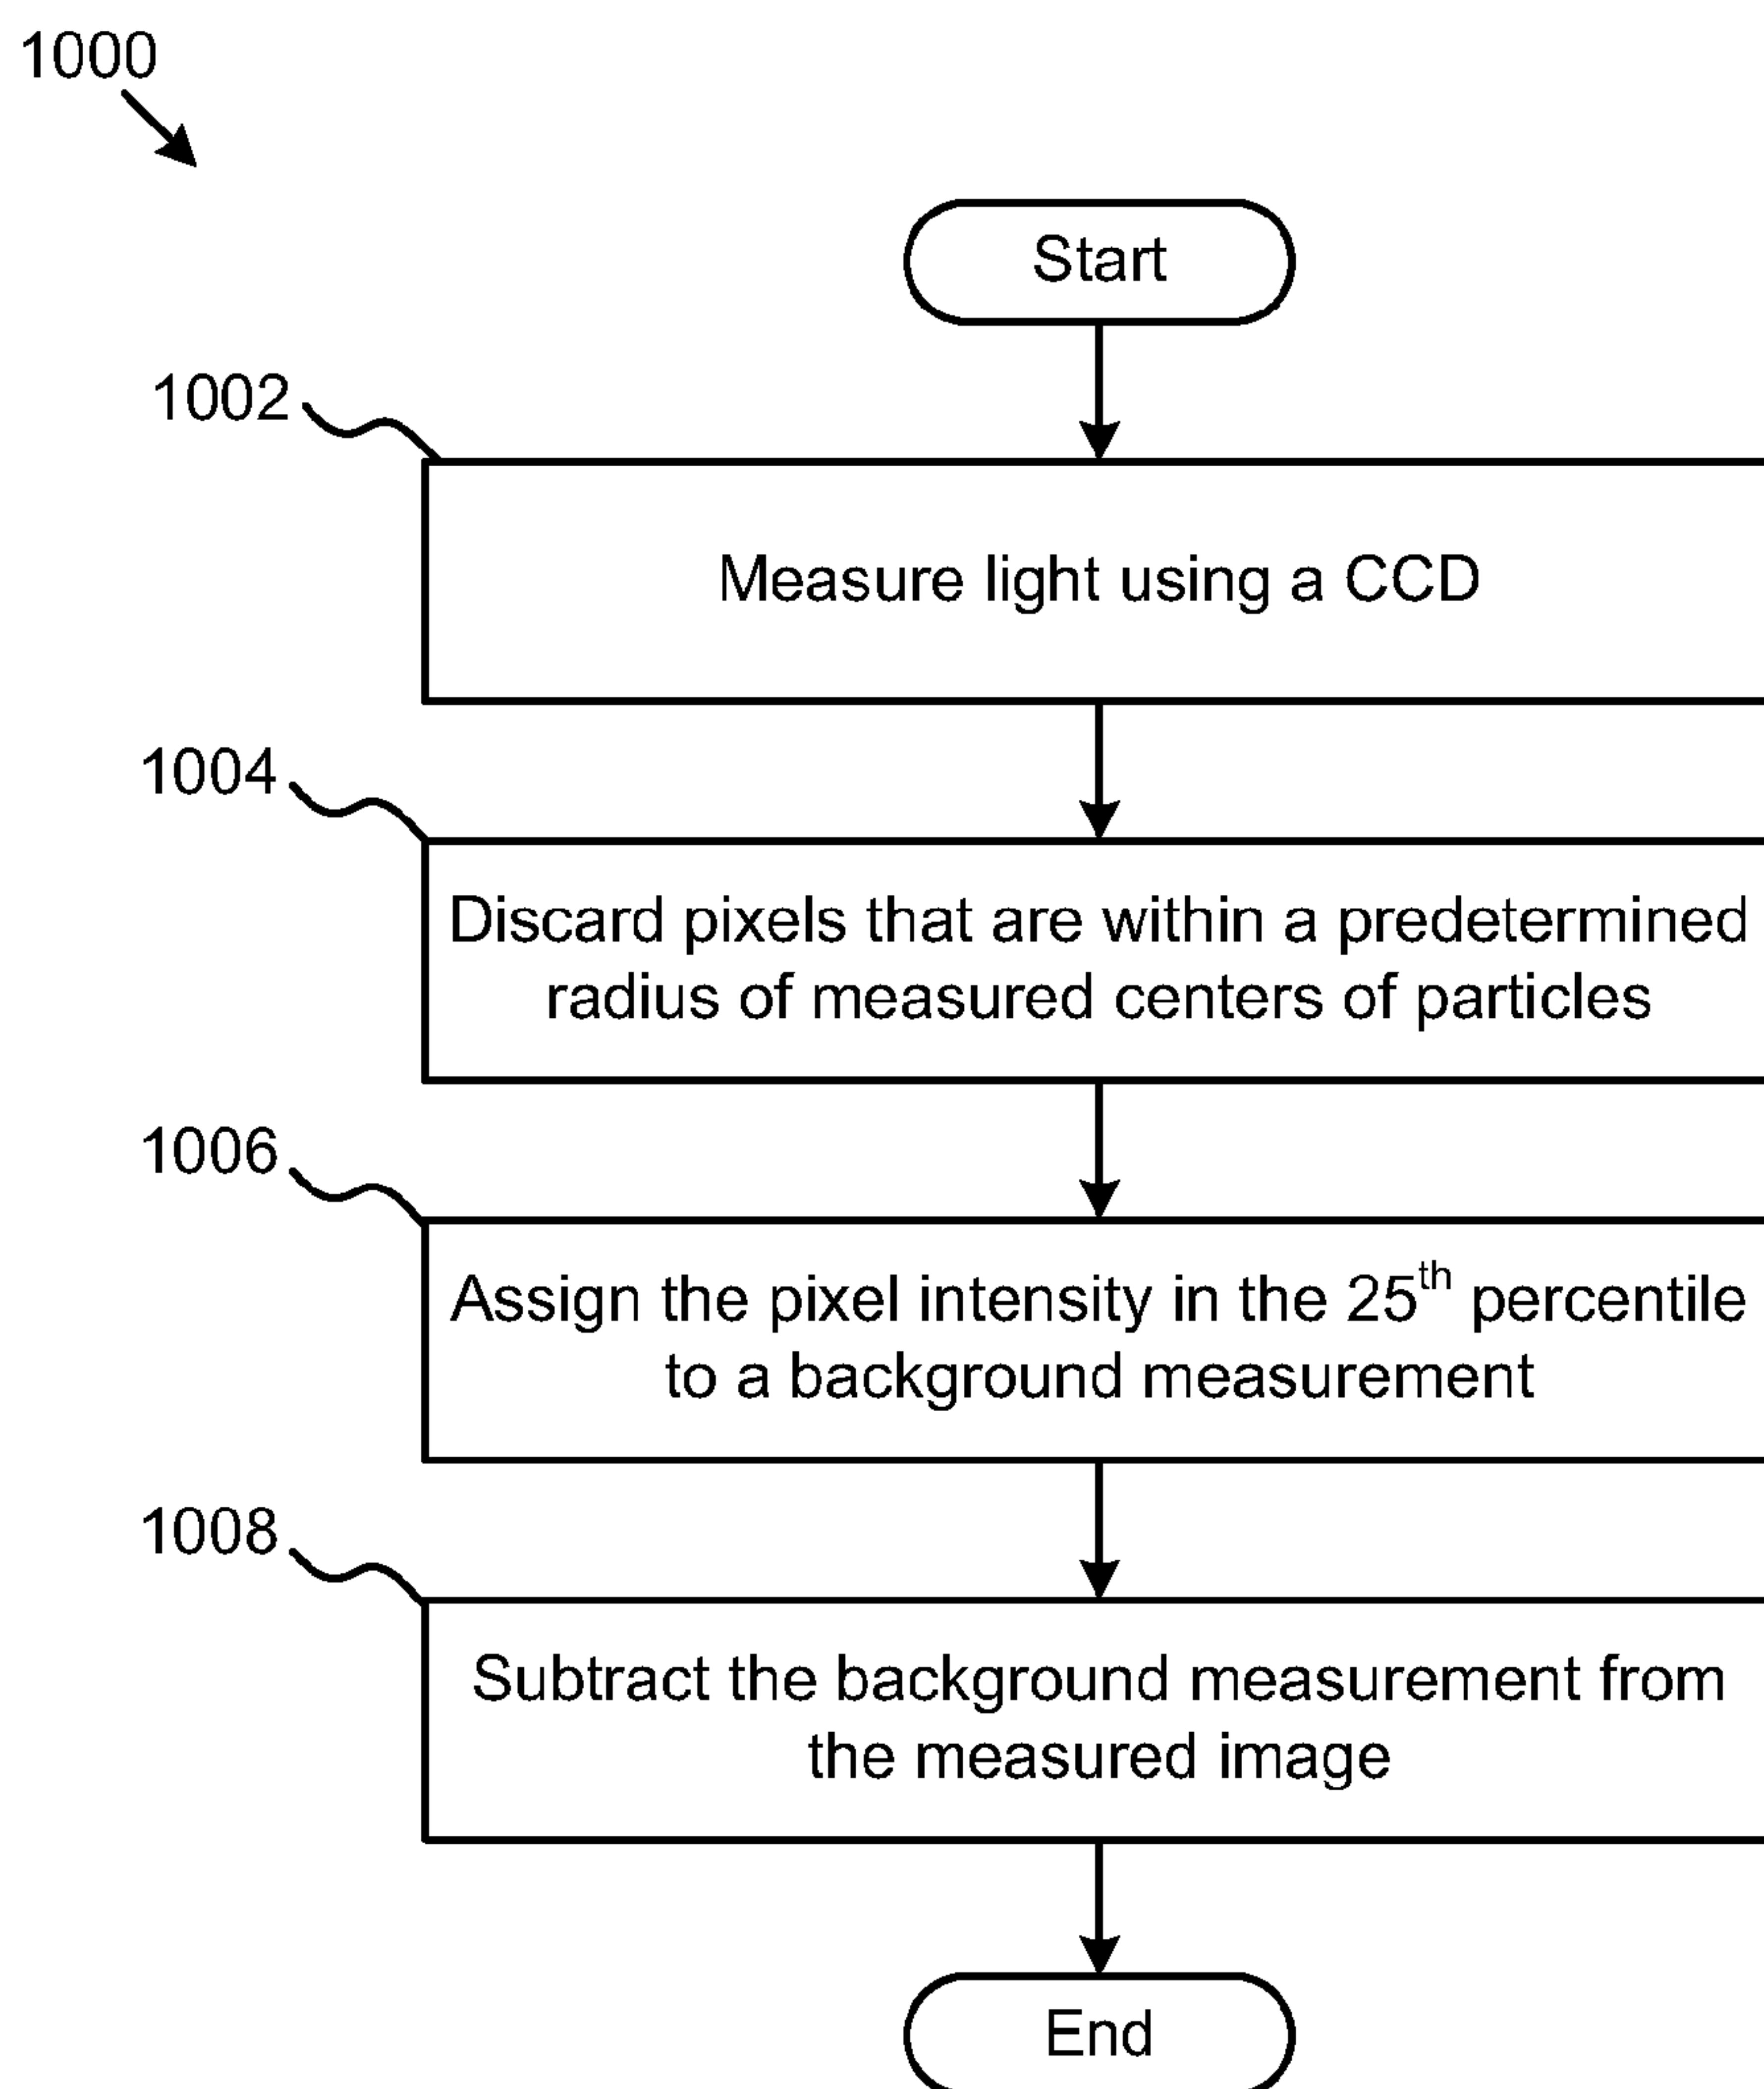 1000
Start
1002
Measure light using a CCD
1004
Discard pixels that are within a predetermined
radius of measured centers of particles
1006
Assign the pixel intensity in the 25th percentile
to a background measurement
1008
Subtract the background measurement from
the measured image
End